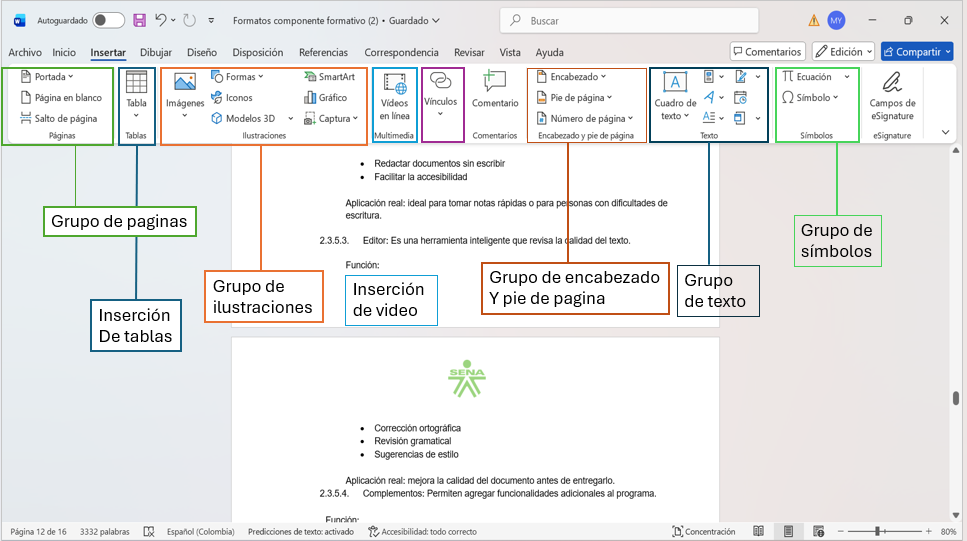 Autoguardado
Formatos componente formativo (2) • Guardado
Buscar
MY
Archivo Inicio Insertar Dibujar Diseño Disposición Referencias Correspondencia Revisar Vista Ayuda
Comentarios Edición Compartir
Portada
Página en blanco
Salto de página
Páginas
Tabla
Tablas
Imágenes
Formas
Iconos
Modelos 3D
SmartArt
Gráfico
Captura
Ilustraciones
Vídeos
en línea
Multimedia
Vínculos
Comentario
Comentarios
Encabezado
Pie de página
Número de página
Encabezado y pie de página
Cuadro de
texto
Texto
Ecuación
Símbolo
Símbolos
Campos de
eSignature
eSignature
• Redactar documentos sin escribir
• Facilitar la accesibilidad
Aplicación real: ideal para tomar notas rápidas o para personas con dificultades de
escritura.
2.3.5.3. Editor: Es una herramienta inteligente que revisa la calidad del texto.
Función:
Grupo de paginas
Inserción
De tablas
Grupo de
ilustraciones
Inserción
de video
Grupo de encabezado
Y pie de pagina
Grupo
de texto
Grupo de
símbolos
SENA
• Corrección ortográfica
• Revisión gramatical
• Sugerencias de estilo
Aplicación real: mejora la calidad del documento antes de entregarlo.
2.3.5.4. Complementos: Permiten agregar funcionalidades adicionales al programa.
Función:
Página 12 de 16 3332 palabras Español (Colombia) Predicciones de texto: activado Accesibilidad: todo correcto Concentración 80%